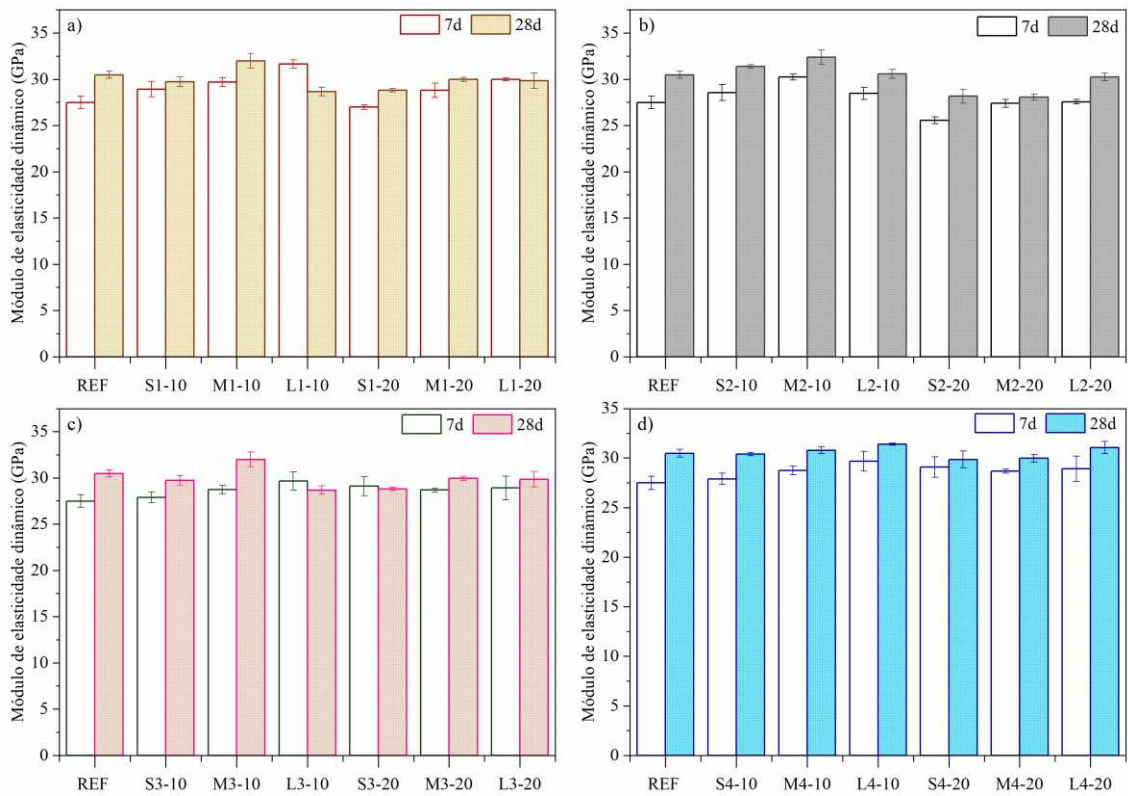 a)
7d 28d
Módulo de elasticidade dinâmico (GPa)
35
30
25
20
15
10
5
0
REF S1-10 M1-10 L1-10 S1-20 M1-20 L1-20
b)
7d 28d
Módulo de elasticidade dinâmico (GPa)
35
30
25
20
15
10
5
0
REF S2-10 M2-10 L2-10 S2-20 M2-20 L2-20
c)
7d 28d
Módulo de elasticidade dinâmico (GPa)
35
30
25
20
15
10
5
0
REF S3-10 M3-10 L3-10 S3-20 M3-20 L3-20
d)
7d 28d
Módulo de elasticidade dinâmico (GPa)
35
30
25
20
15
10
5
0
REF S4-10 M4-10 L4-10 S4-20 M4-20 L4-20